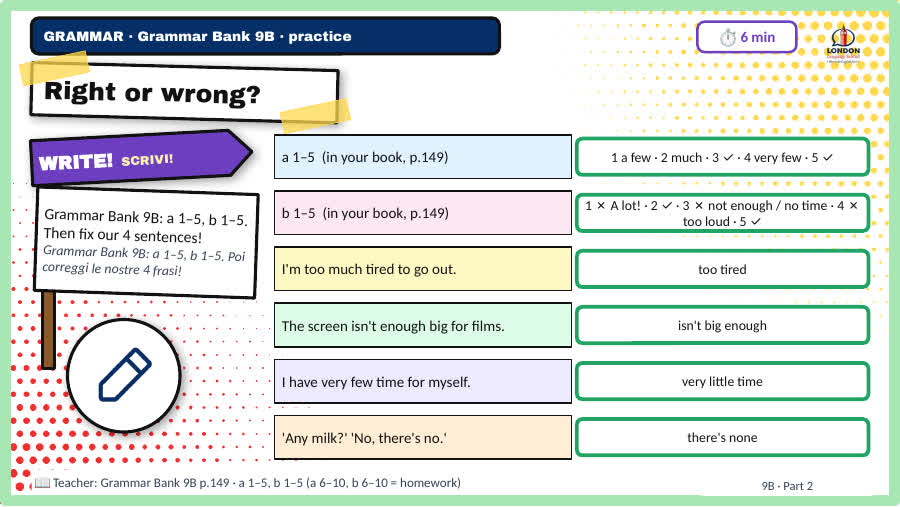 GRAMMAR · Grammar Bank 9B · practice
⏱️ 6 min
LONDON
Right or wrong?
WRITE! SCRIVI!
Grammar Bank 9B: a 1–5, b 1–5.
Then fix our 4 sentences!
Grammar Bank 9B: a 1–5, b 1–5. Poi
correggi le nostre 4 frasi!
a 1–5 (in your book, p.149)
1 a few · 2 much · 3 ✓ · 4 very few · 5 ✓
b 1–5 (in your book, p.149)
1 ✗ A lot! · 2 ✓ · 3 ✗ not enough / no time · 4 ✗
too loud · 5 ✓
I'm too much tired to go out.
too tired
The screen isn't enough big for films.
isn't big enough
I have very few time for myself.
very little time
'Any milk?' 'No, there's no.'
there's none
📖 Teacher: Grammar Bank 9B p.149 · a 1–5, b 1–5 (a 6–10, b 6–10 = homework)
9B · Part 2